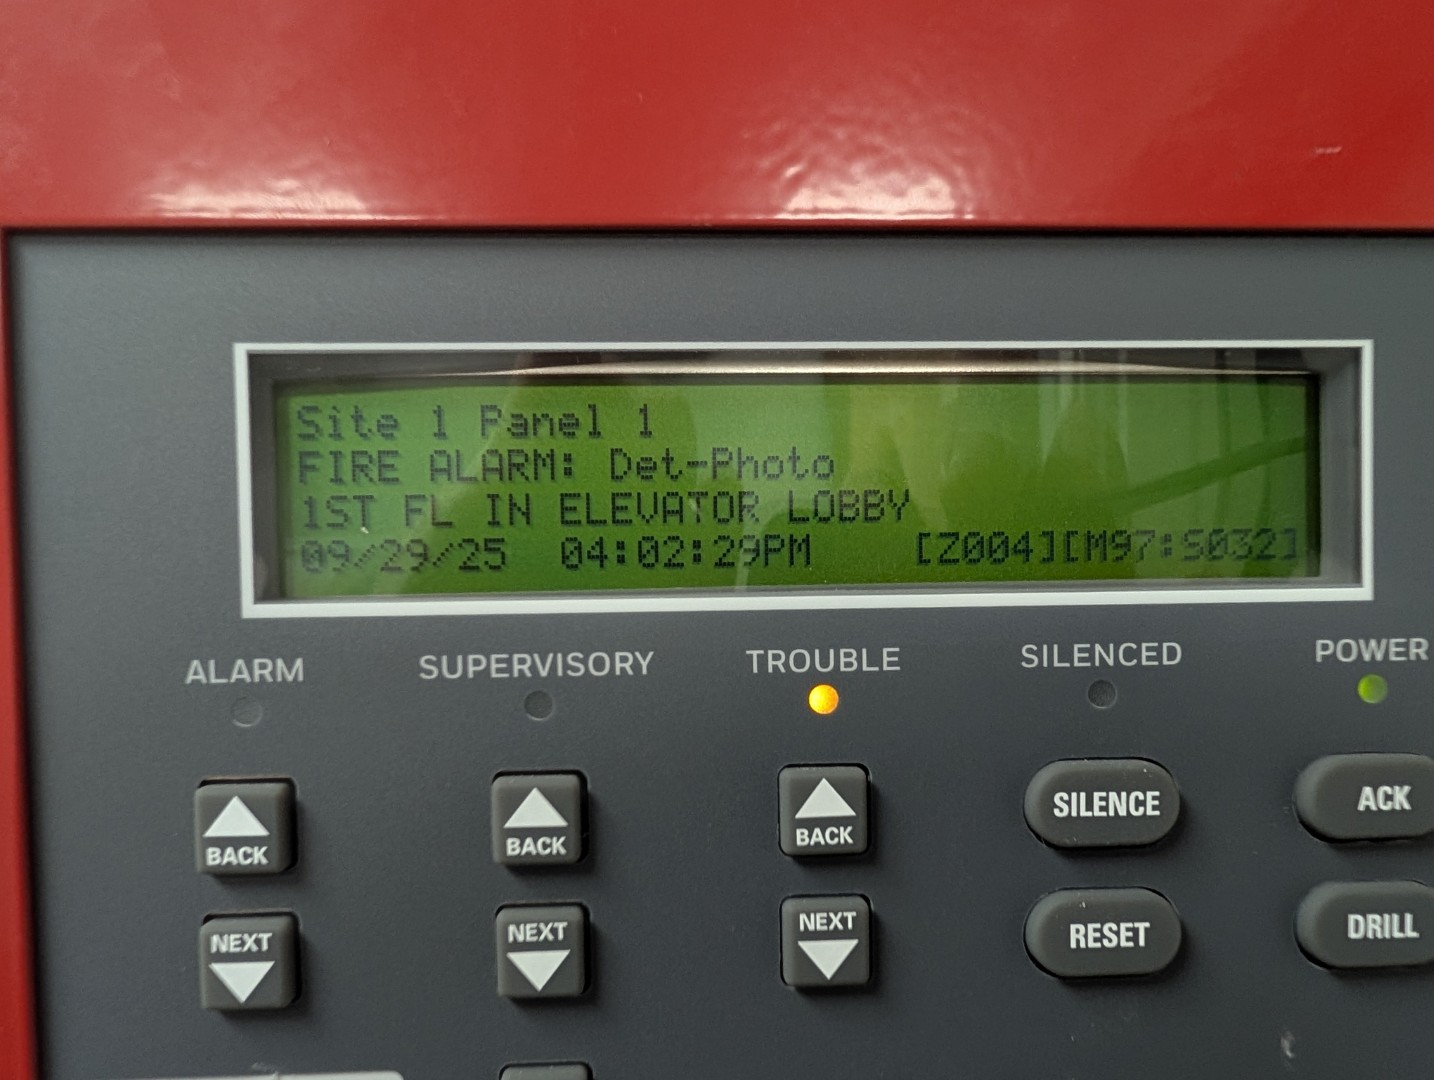 Site 1 Panel 1
FIRE ALARM: Det-Photo
1ST FL IN ELEVATOR LOBBY
09/29/25 04:02:29PM [Z004][M97:S032]
ALARM SUPERVISORY TROUBLE SILENCED POWER
BACK BACK BACK SILENCE ACK
NEXT NEXT NEXT RESET DRILL